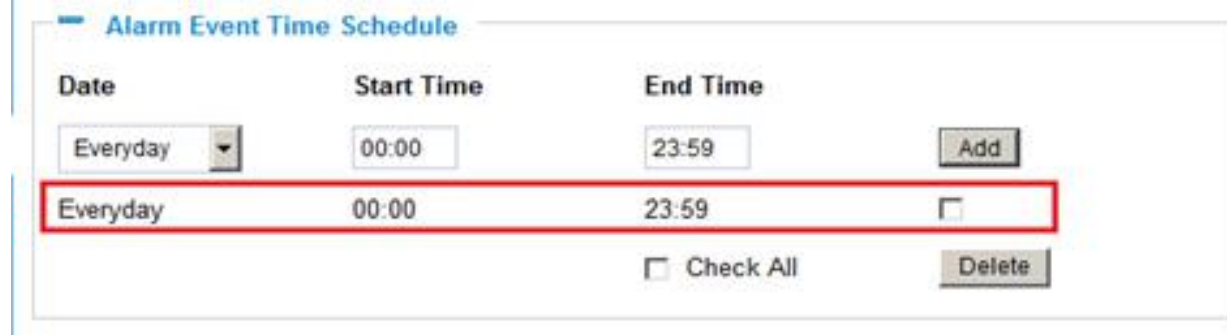 Alarm Event Time Schedule
Date Start Time End Time
Everyday 00:00 23:59 Add
Everyday 00:00 23:59
Check All Delete